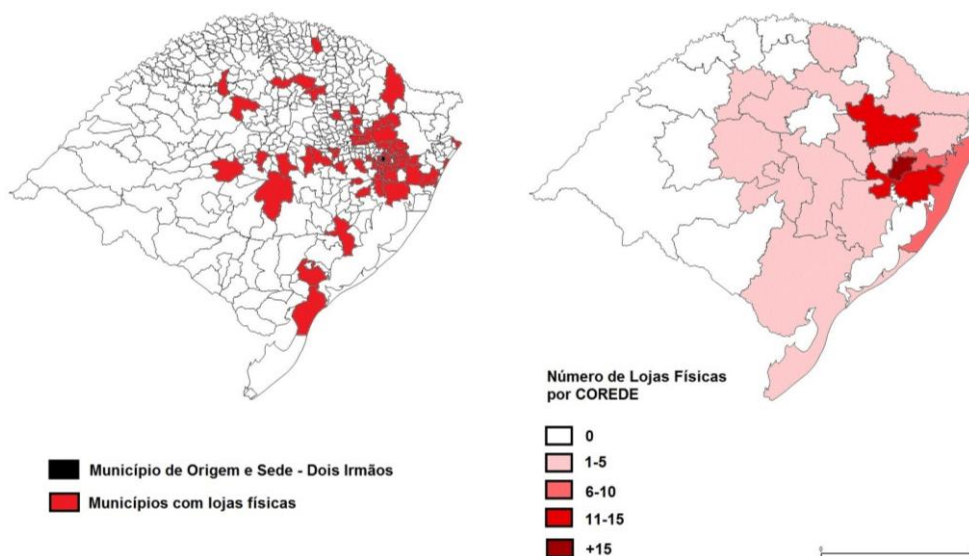 Município de Origem e Sede - Dois Irmãos
Municípios com lojas físicas
Número de Lojas Físicas
por COREDE
0
1-5
6-10
11-15
+15
0